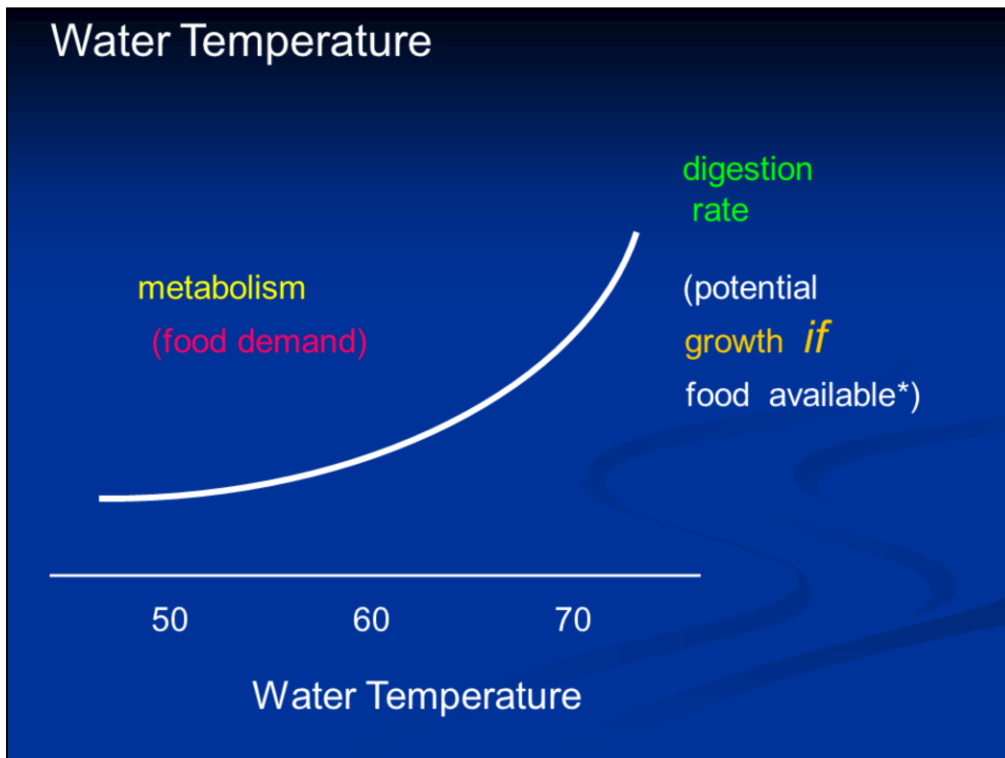 Water Temperature
digestion
rate
metabolism
(food demand)
(potential
growth if
food available*)
50 60 70
Water Temperature